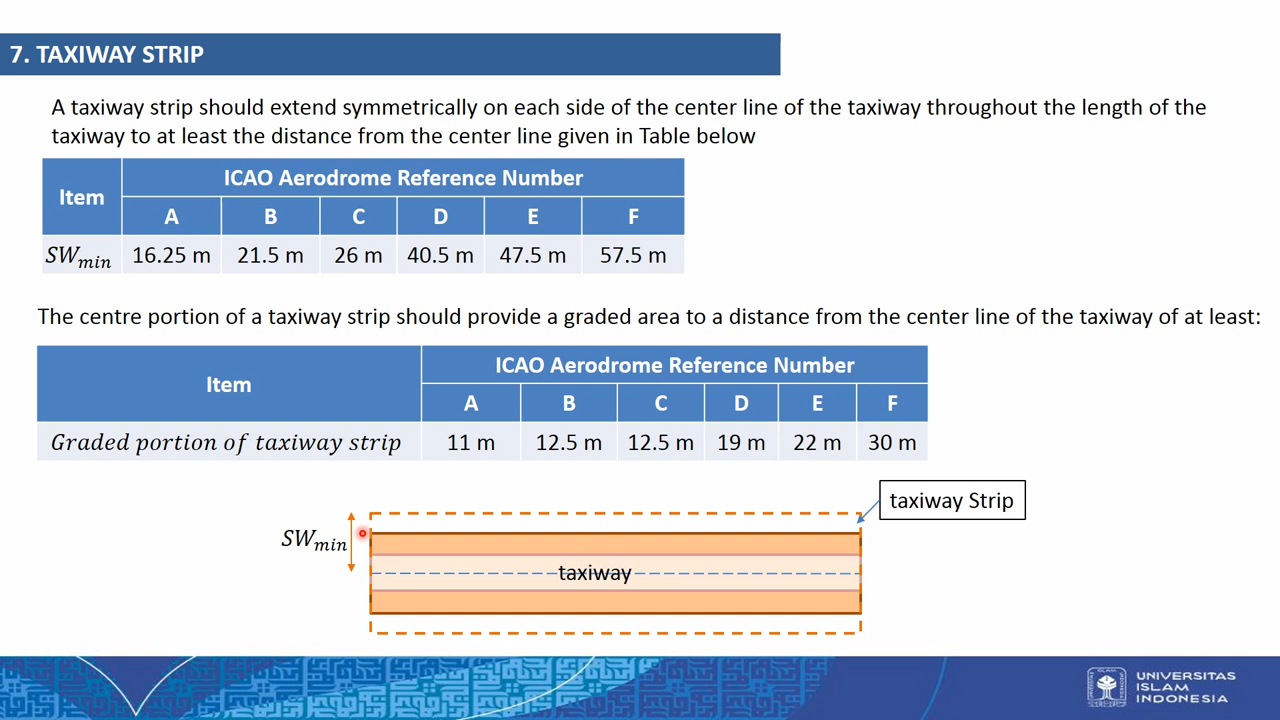 7. TAXIWAY STRIP
A taxiway strip should extend symmetrically on each side of the center line of the taxiway throughout the length of the
taxiway to at least the distance from the center line given in Table below
Item
ICAO Aerodrome Reference Number
A B C D E F
SWmin 16.25 m 21.5 m 26 m 40.5 m 47.5 m 57.5 m
The centre portion of a taxiway strip should provide a graded area to a distance from the center line of the taxiway of at least:
Item
ICAO Aerodrome Reference Number
A B C D E F
Graded portion of taxiway strip 11 m 12.5 m 12.5 m 19 m 22 m 30 m
taxiway Strip
SWmin
taxiway
UNIVERSITAS
ISLAM
INDONESIA